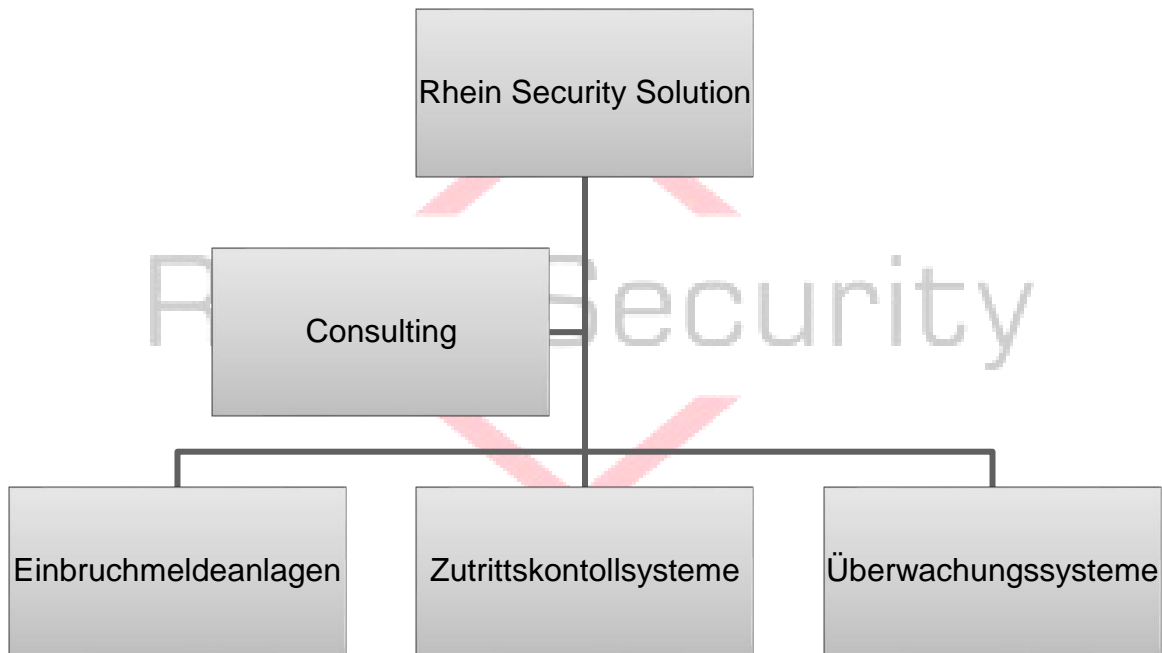 Rhein Security Solution
R Security
Consulting
Einbruchmeldeanlagen
Zutrittskontollsysteme
Überwachungssysteme